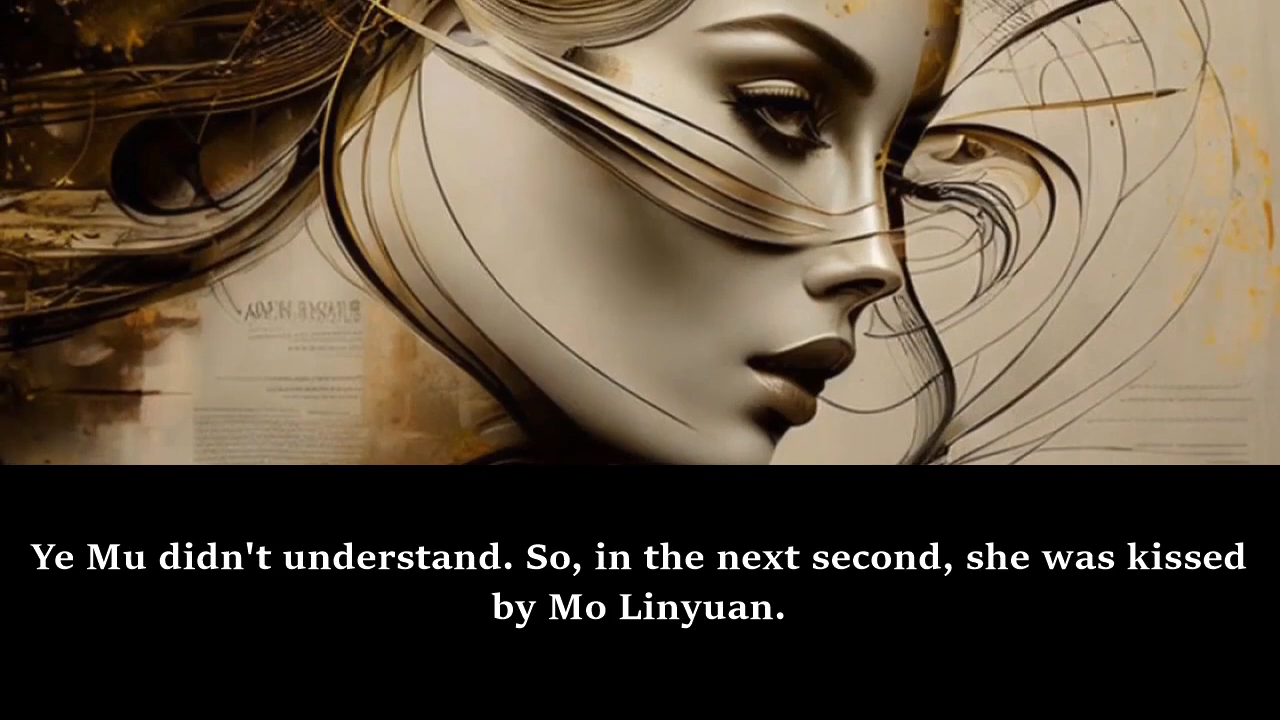 Ye Mu didn't understand. So, in the next second, she was kissed
by Mo Linyuan.